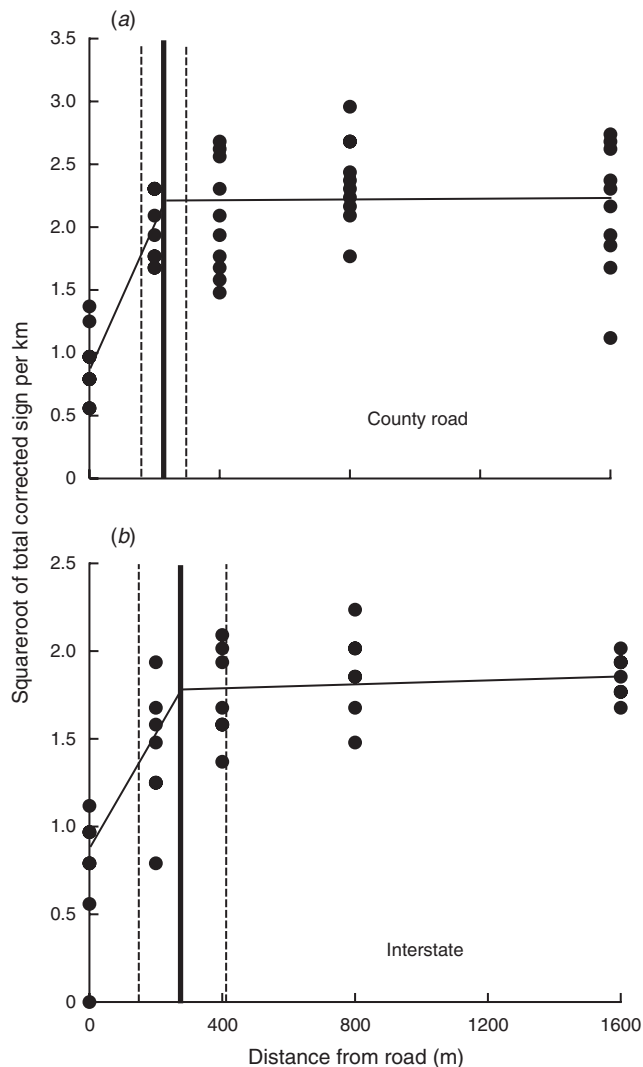 (a)
3.5
3.0
2.5
2.0
1.5
1.0
0.5
0
County road
Squareroot of total corrected sign per km
(b)
2.5
2.0
1.5
1.0
0.5
0
Interstate
0 400 800 1200 1600
Distance from road (m)